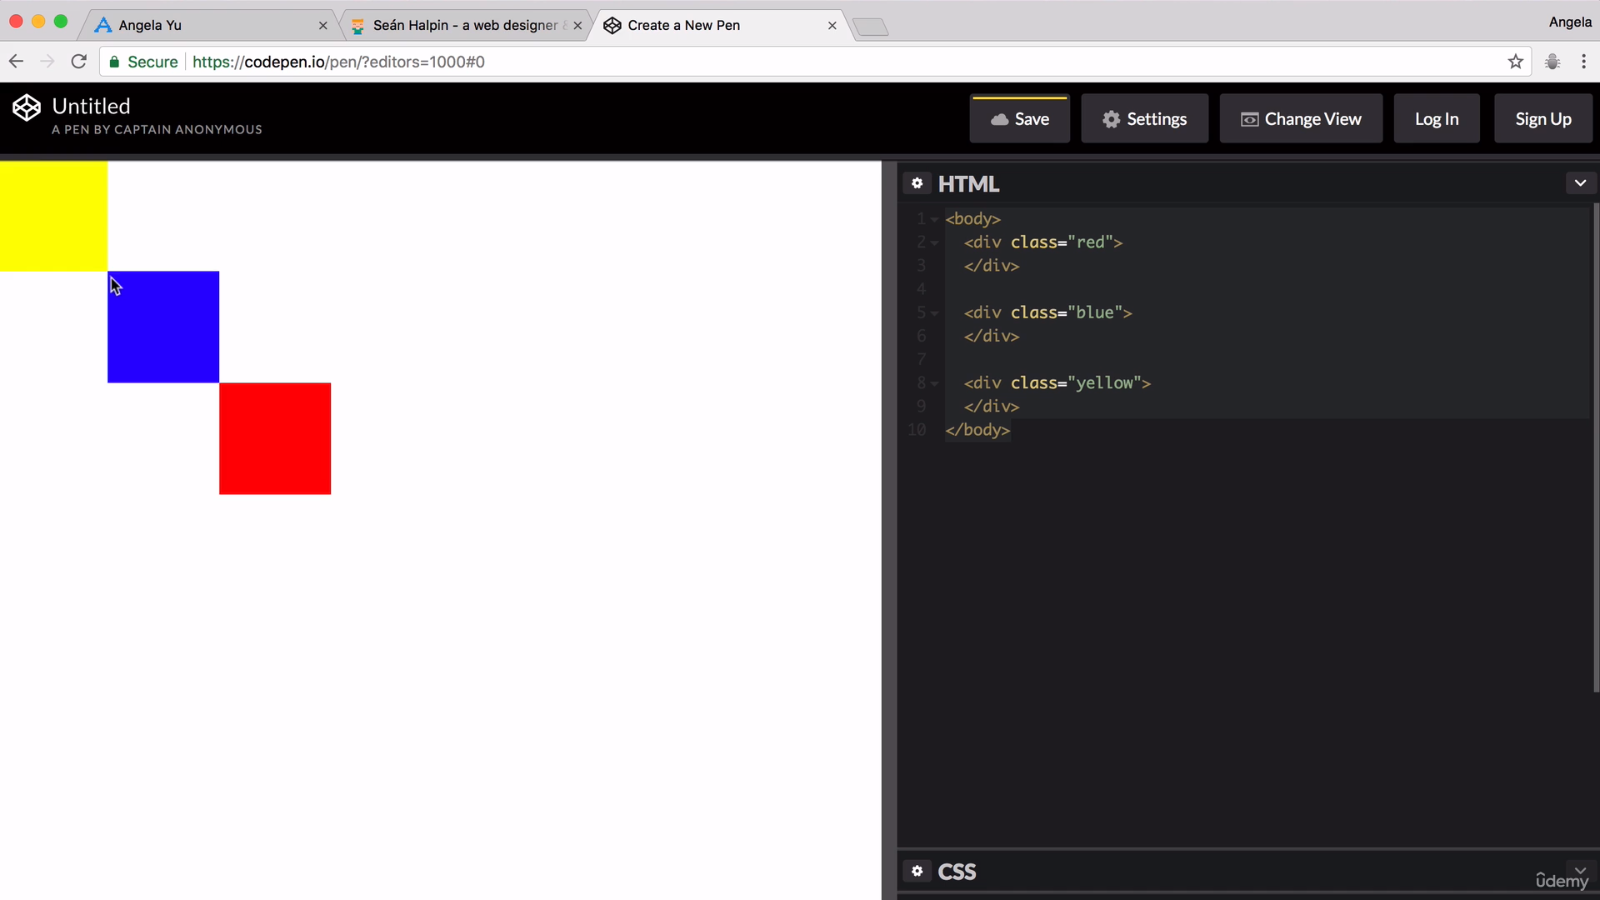 Angela Yu
Seán Halpin - a web designer
Create a New Pen
Angela
Secure https://codepen.io/pen/?editors=1000#0
Untitled
A PEN BY CAPTAIN ANONYMOUS
Save
Settings
Change View
Log In
Sign Up
HTML
1 <body>
2 <div class="red">
3 </div>
4
5 <div class="blue">
6 </div>
7
8 <div class="yellow">
9 </div>
10 </body>
CSS
ûdemy